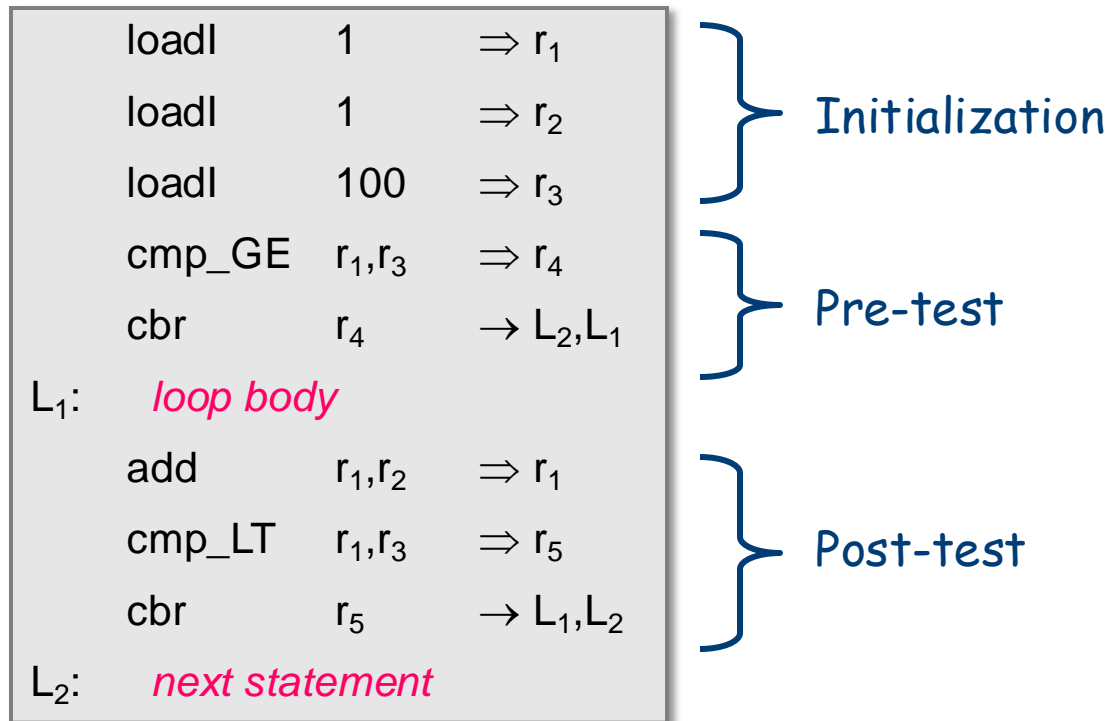 loadI 1 ⇒ r₁
loadI 1 ⇒ r₂
loadI 100 ⇒ r₃
Initialization
cmp_GE r₁,r₃ ⇒ r₄
cbr r₄ → L₂,L₁
Pre-test
L₁: loop body
add r₁,r₂ ⇒ r₁
cmp_LT r₁,r₃ ⇒ r₅
cbr r₅ → L₁,L₂
Post-test
L₂: next statement